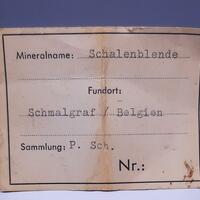 Mineralname: Schalenblende
Fundort:
Schmalgraf / Belgien
Sammlung: P. Sch.
Nr.: